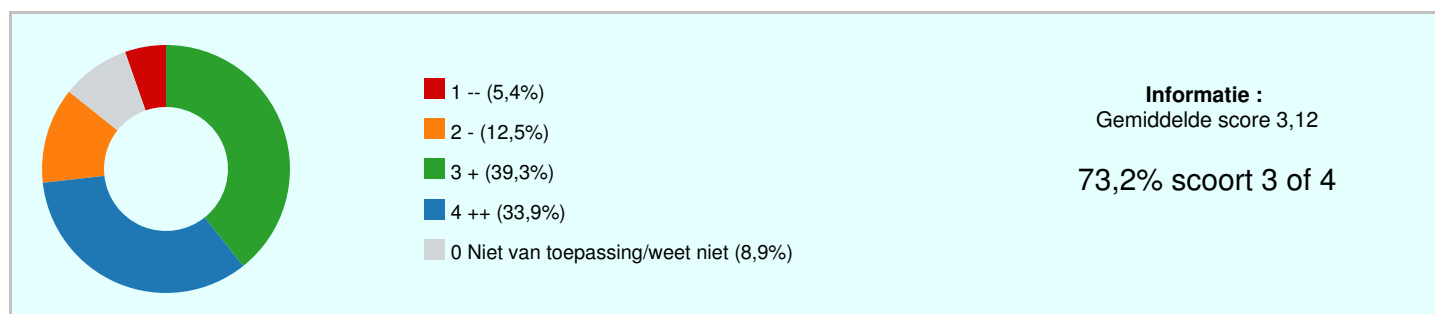 1 -- (5,4%)
2 - (12,5%)
3 + (39,3%)
4 ++ (33,9%)
0 Niet van toepassing/weet niet (8,9%)
Informatie :
Gemiddelde score 3,12
73,2% scoort 3 of 4